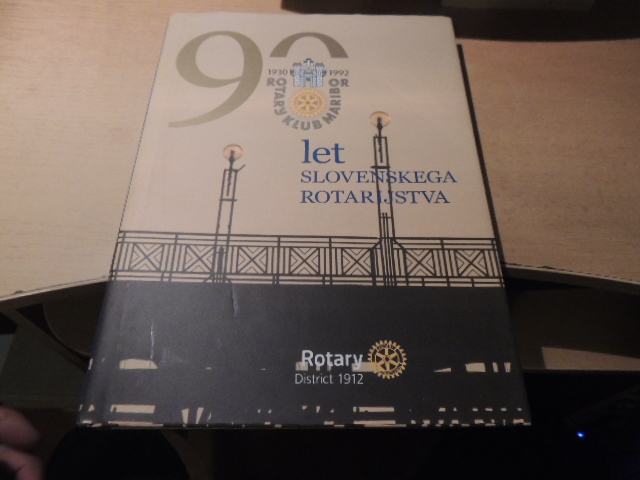 90
1930 1992
ROTARY KLUB MARIBOR
let
SLOVENSKEGA
ROTARIJSTVA
Rotary
District 1912